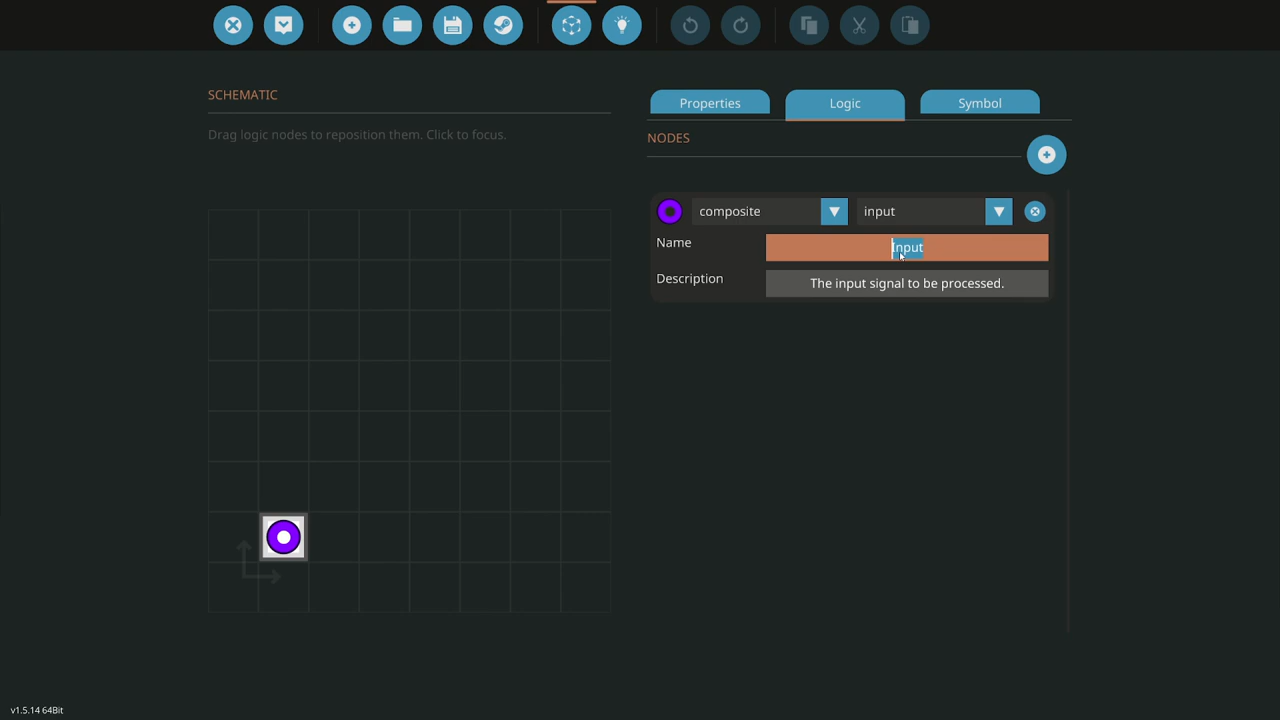 SCHEMATIC
Drag logic nodes to reposition them. Click to focus.
Properties
Logic
Symbol
NODES
composite
input
Name
Input
Description
The input signal to be processed.
v1.5.14 64Bit